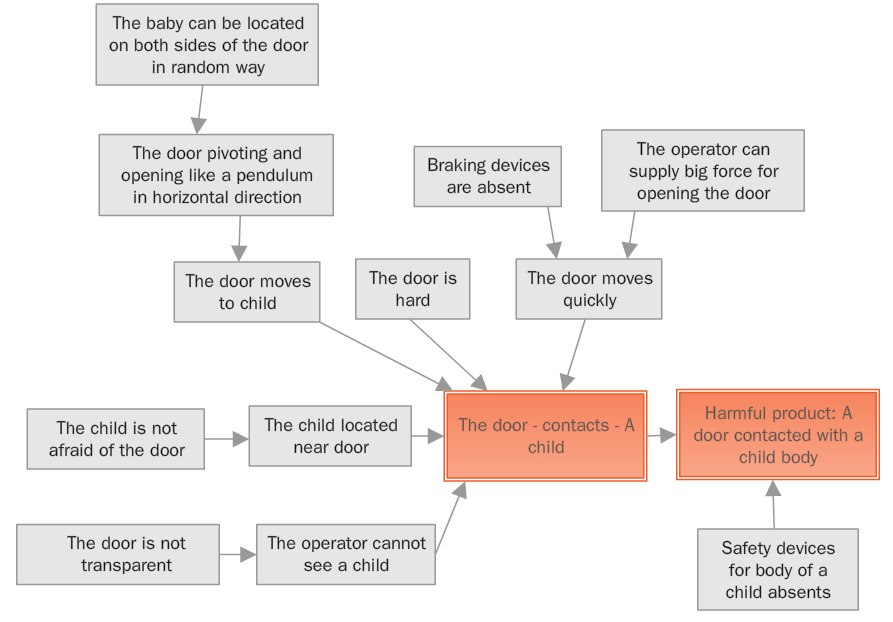 The baby can be located
on both sides of the door
in random way
The door pivoting and
opening like a pendulum
in horizontal direction
Braking devices
are absent
The operator can
supply big force for
opening the door
The door moves
to child
The door is
hard
The door moves
quickly
The child is not
afraid of the door
The child located
near door
The door - contacts - A
child
Harmful product: A
door contacted with a
child body
The door is not
transparent
The operator cannot
see a child
Safety devices
for body of a
child absents